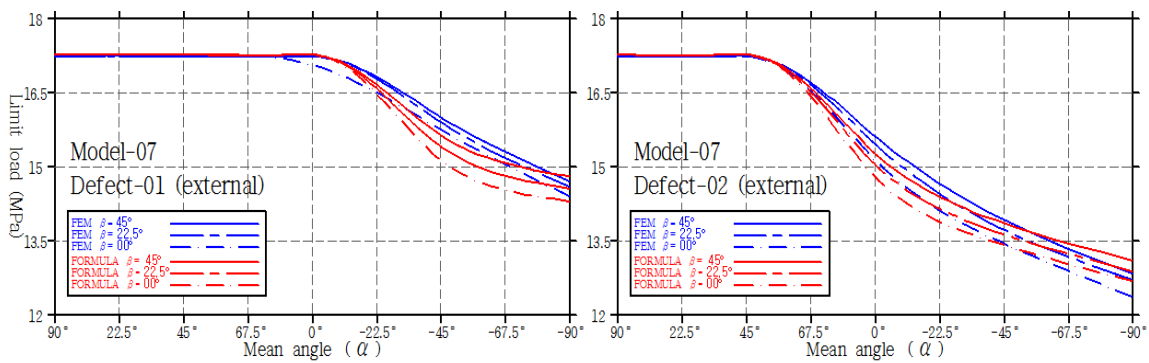 18
16.5
15
13.5
12
Limit load (MPa)
Model-07
Defect-01 (external)
FEM β= 45°
FEM β= 22.5°
FEM β= 00°
FORMULA β= 45°
FORMULA β-22.5°
FORMULA β-00°
90° 22.5° 45° 67.5° 0° -22.5° -45° -67.5° -90°
Mean angle (α)
18
16.5
15
13.5
12
Model-07
Defect-02 (external)
FEM β= 45°
FEM β= 22.5°
FEM β= 00°
FORMULA β= 45°
FORMULA β-22.5°
FORMULA β-00°
90° 22.5° 45° 67.5° 0° -22.5° -45° -67.5° -90°
Mean angle (α)